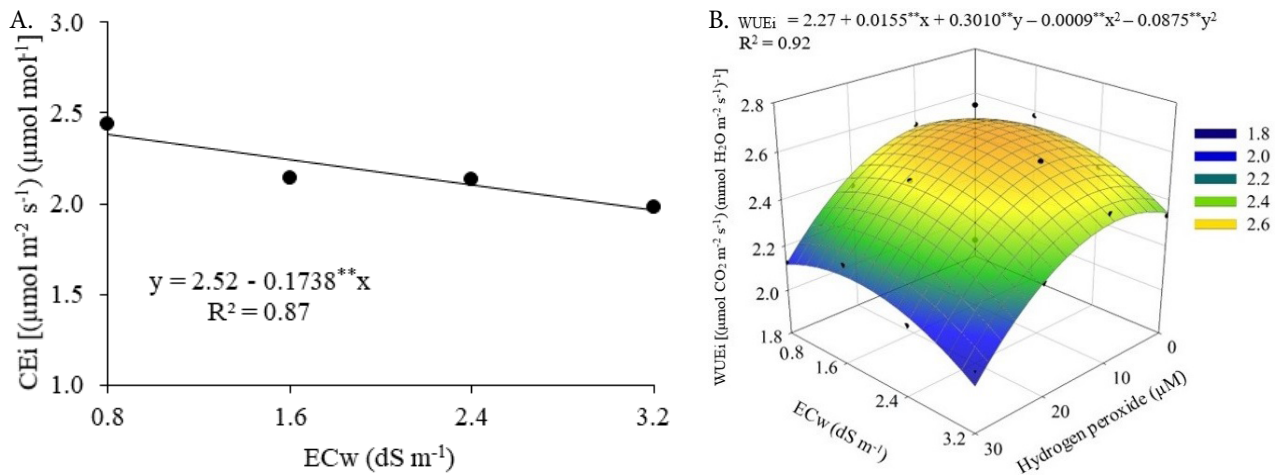 A.
CEi [(µmol m⁻² s⁻¹) (µmol mol⁻¹]
3.0
2.5
2.0
1.5
1.0
y = 2.52 - 0.1738**x
R² = 0.87
0.8 1.6 2.4 3.2
ECw (dS m⁻¹)
B. WUEi = 2.27 + 0.0155**x + 0.3010**y – 0.0009**x² – 0.0875**y²
R² = 0.92
WUEi [(µmol CO₂ m⁻² s⁻¹) (mmol H₂O m⁻² s⁻¹)⁻¹]
2.8
2.6
2.4
2.2
2.0
1.8
0.8
1.6
2.4
3.2
ECw (dS m⁻¹)
30
20
10
0
Hydrogen peroxide (µM)
1.8
2.0
2.2
2.4
2.6